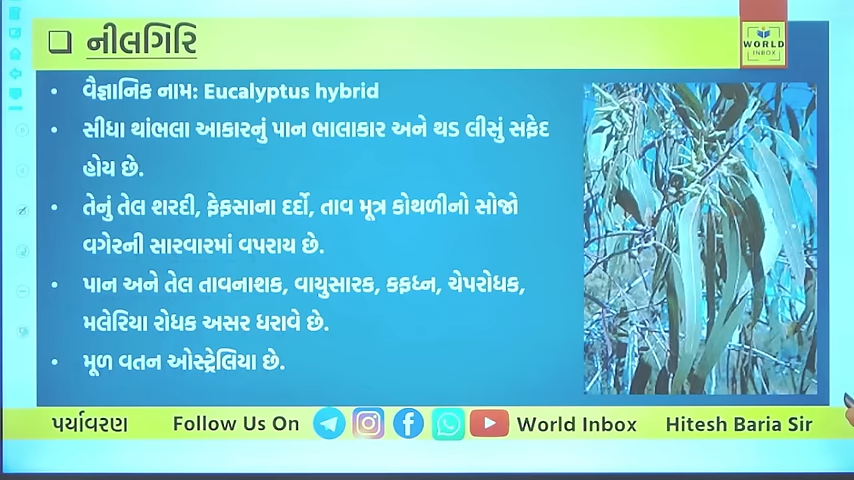 ❑ નીલગિરિ
WORLD
INBOX
• વૈજ્ઞાનિક નામ: Eucalyptus hybrid
• સીધા થાંભલા આકારનું પાન ભાલાકાર અને થડ લીસું સફેદ
હોય છે.
• તેનું તેલ શરદી, ફેફસાના દર્દો, તાવ મૂત્ર કોથળીનો સોજો
વગેરની સારવારમાં વપરાય છે.
• પાન અને તેલ તાવનાશક, વાયુસારક, કફઘ્ન, ચેપરોધક,
મલેરિયા રોધક અસર ધરાવે છે.
• મૂળ વતન ઓસ્ટ્રેલિયા છે.
પર્યાવરણ Follow Us On World Inbox Hitesh Baria Sir